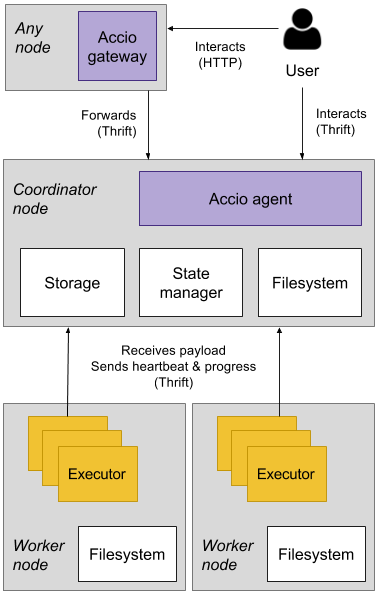 Any
node
Accio
gateway
Interacts
(HTTP)
User
Forwards
(Thrift)
Interacts
(Thrift)
Coordinator
node
Accio agent
Storage
State
manager
Filesystem
Receives payload
Sends heartbeat & progress
(Thrift)
Executor
Worker
node
Filesystem
Executor
Worker
node
Filesystem